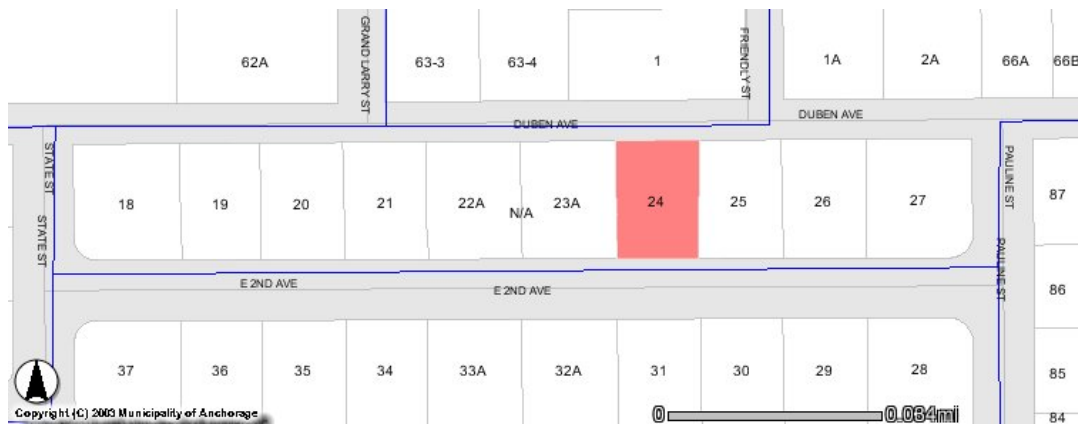 GRAND LARRY ST
FRIENDLY ST
62A
63-3
63-4
1
1A
2A
66A
66B
DUBEN AVE
DUBEN AVE
STATE ST
PAULINE ST
18
19
20
21
22A
N/A
23A
24
25
26
27
87
STATE ST
PAULINE ST
E 2ND AVE
E 2ND AVE
86
37
36
35
34
33A
32A
31
30
29
28
85
84
Copyright (C) 2003 Municipality of Anchorage
0
0.084mi